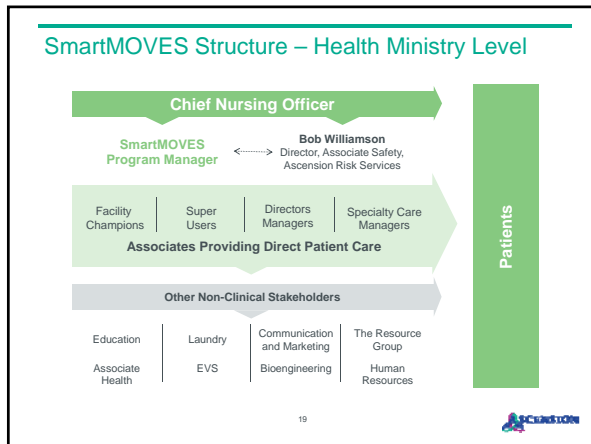 SmartMOVES Structure – Health Ministry Level
Chief Nursing Officer
SmartMOVES
Program Manager
Bob Williamson
Director, Associate Safety,
Ascension Risk Services
Facility
Champions
Super
Users
Directors
Managers
Specialty Care
Managers
Associates Providing Direct Patient Care
Other Non-Clinical Stakeholders
Education
Laundry
Communication
and Marketing
The Resource
Group
Associate
Health
EVS
Bioengineering
Human
Resources
Patients
19
ASCENSION